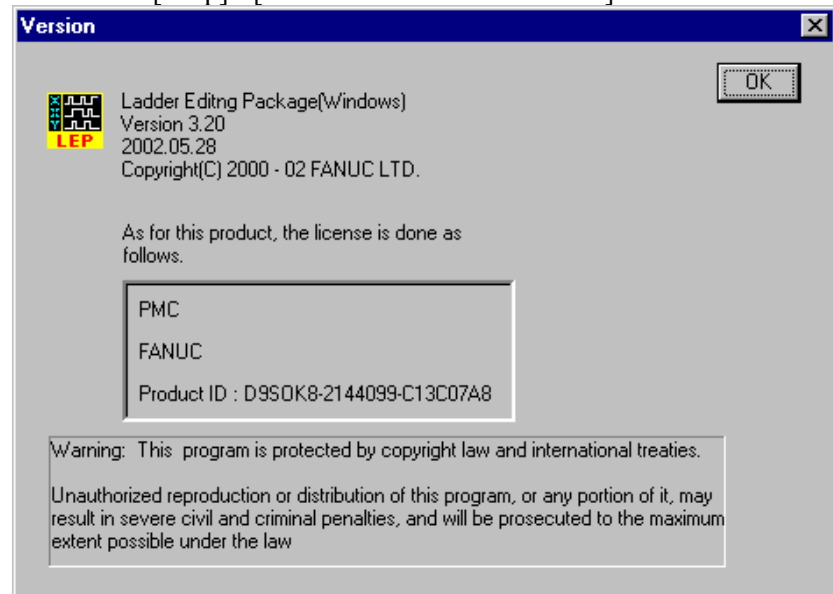 Version
OK
Ladder Editng Package(Windows)
Version 3.20
LEP
2002.05.28
Copyright(C) 2000 - 02 FANUC LTD.
As for this product, the license is done as
follows.
PMC
FANUC
Product ID : D9SOK8-2144099-C13C07A8
Warning:  This  program is protected by copyright law and international treaties.
Unauthorized reproduction or distribution of this program, or any portion of it, may
result in severe civil and criminal penalties, and will be prosecuted to the maximum
extent possible under the law